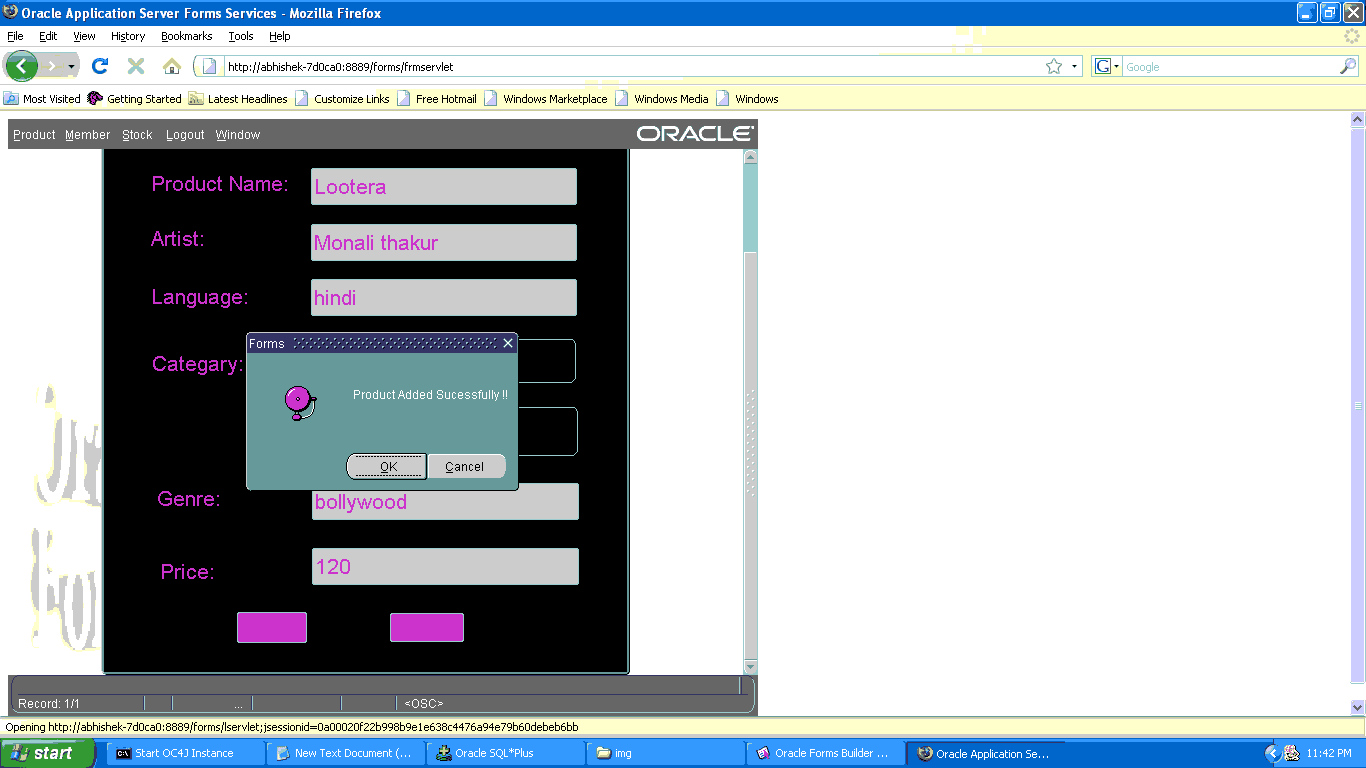 Oracle Application Server Forms Services - Mozilla Firefox
File Edit View History Bookmarks Tools Help
http://abhishek-7d0ca0:8889/forms/frmservlet
G Google
Most Visited Getting Started Latest Headlines Customize Links Free Hotmail Windows Marketplace Windows Media Windows
Product Member Stock Logout Window ORACLE
Product Name: Lootera
Artist: Monali thakur
Language: hindi
Categary:
Forms
Product Added Sucessfully !!
OK Cancel
Genre: bollywood
Price: 120
Record: 1/1 ... <OSC>
Opening http://abhishek-7d0ca0:8889/forms/lservlet;jsessionid=0a00020f22b998b9e1e638c4476a94e79b60debeb6bb
start Start OC4J Instance New Text Document (... Oracle SQL*Plus img Oracle Forms Builder ... Oracle Application Se... 11:42 PM